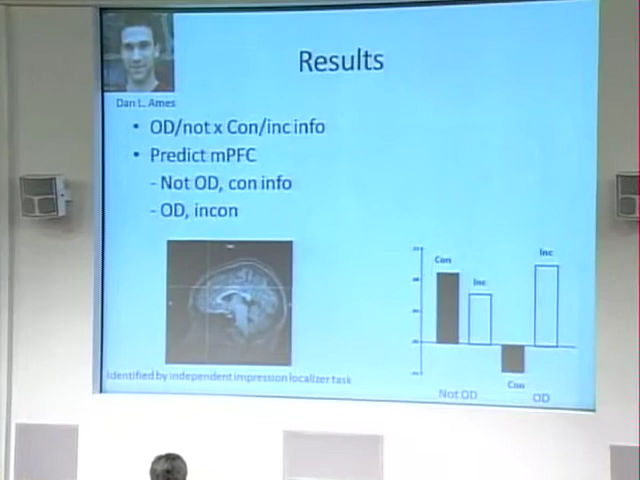 Results
Dan L. Ames
• OD/not x Con/inc info
• Predict mPFC
- Not OD, con info
- OD, incon
Con
Inc
Inc
Con
Not OD
OD
Identified by independent impression localizer task